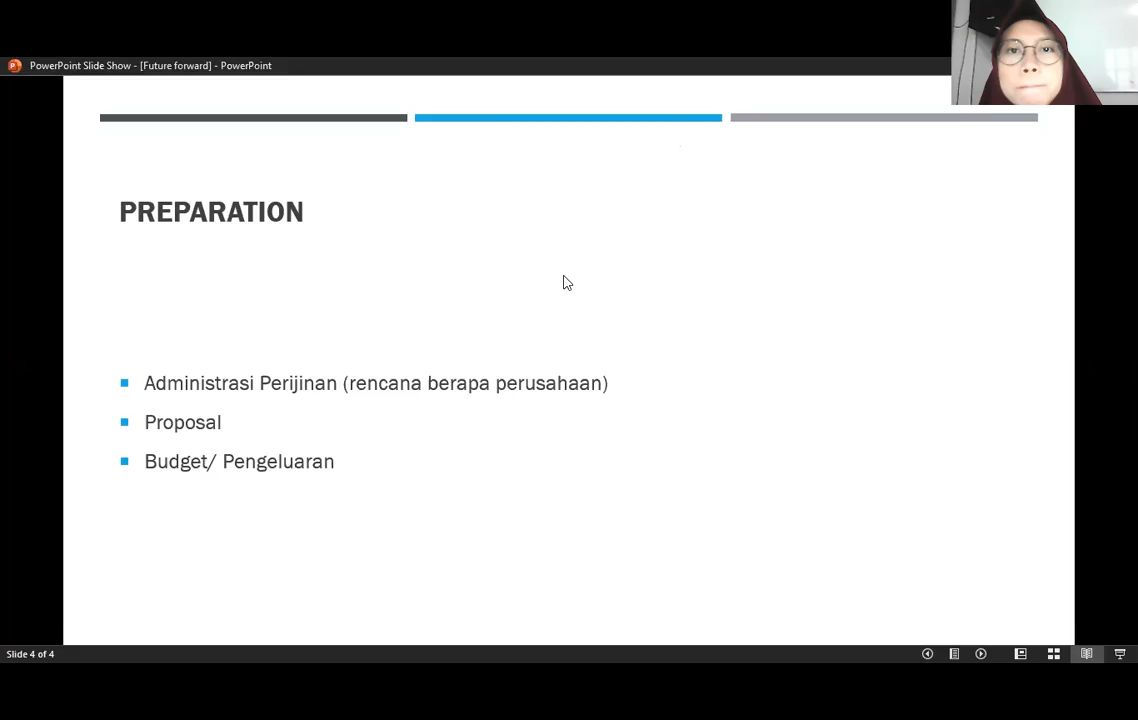 PowerPoint Slide Show - [Future forward] - PowerPoint
PREPARATION
Administrasi Perijinan (rencana berapa perusahaan)
Proposal
Budget/ Pengeluaran
Slide 4 of 4